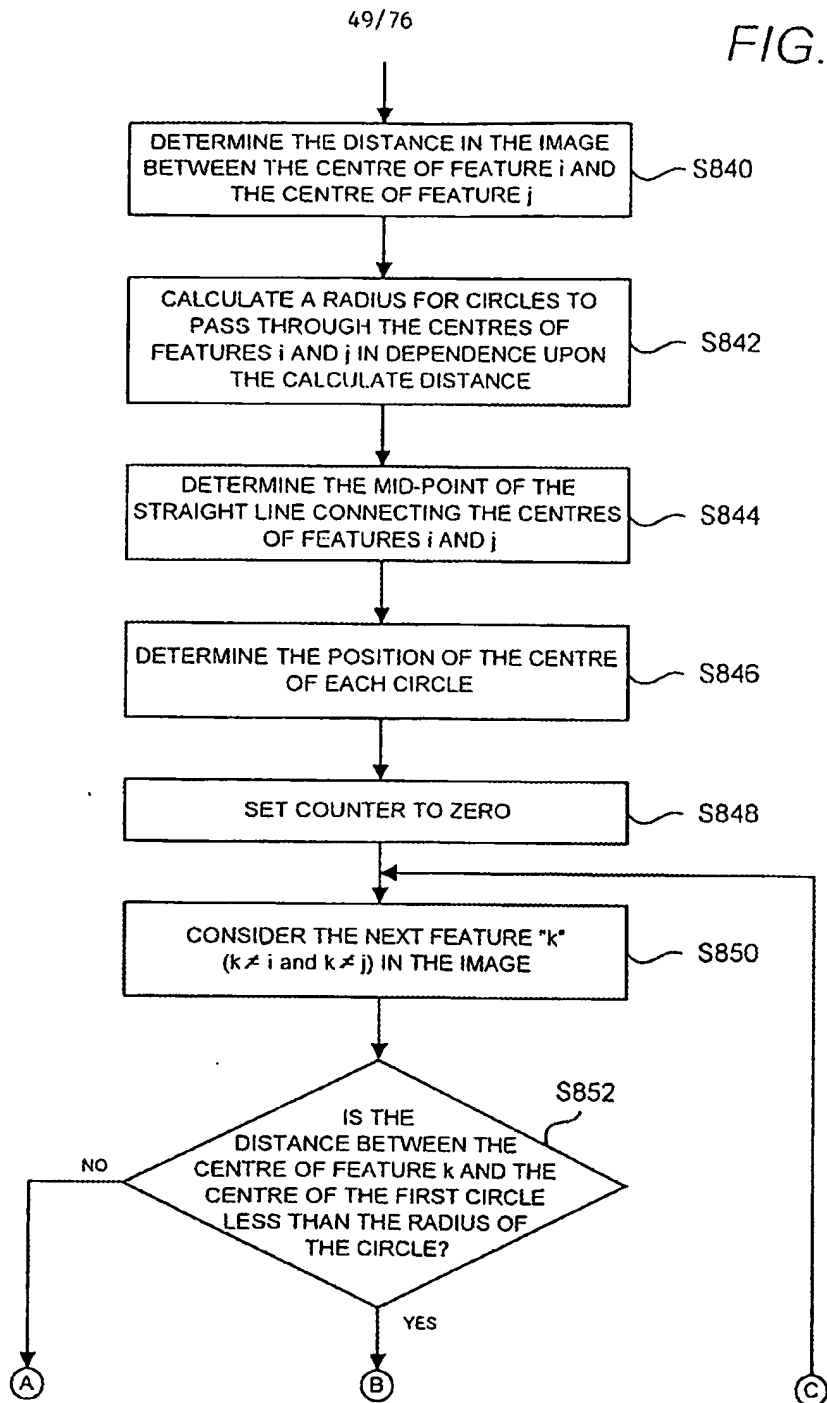 49/76
FIG.
DETERMINE THE DISTANCE IN THE IMAGE
BETWEEN THE CENTRE OF FEATURE i AND
THE CENTRE OF FEATURE j
S840
CALCULATE A RADIUS FOR CIRCLES TO
PASS THROUGH THE CENTRES OF
FEATURES i AND j IN DEPENDENCE UPON
THE CALCULATE DISTANCE
S842
DETERMINE THE MID-POINT OF THE
STRAIGHT LINE CONNECTING THE CENTRES
OF FEATURES i AND j
S844
DETERMINE THE POSITION OF THE CENTRE
OF EACH CIRCLE
S846
SET COUNTER TO ZERO
S848
CONSIDER THE NEXT FEATURE "k"
(k ≠ i and k ≠ j) IN THE IMAGE
S850
S852
IS THE
DISTANCE BETWEEN THE
CENTRE OF FEATURE k AND THE
CENTRE OF THE FIRST CIRCLE
LESS THAN THE RADIUS OF
THE CIRCLE?
NO
YES
A
B
C